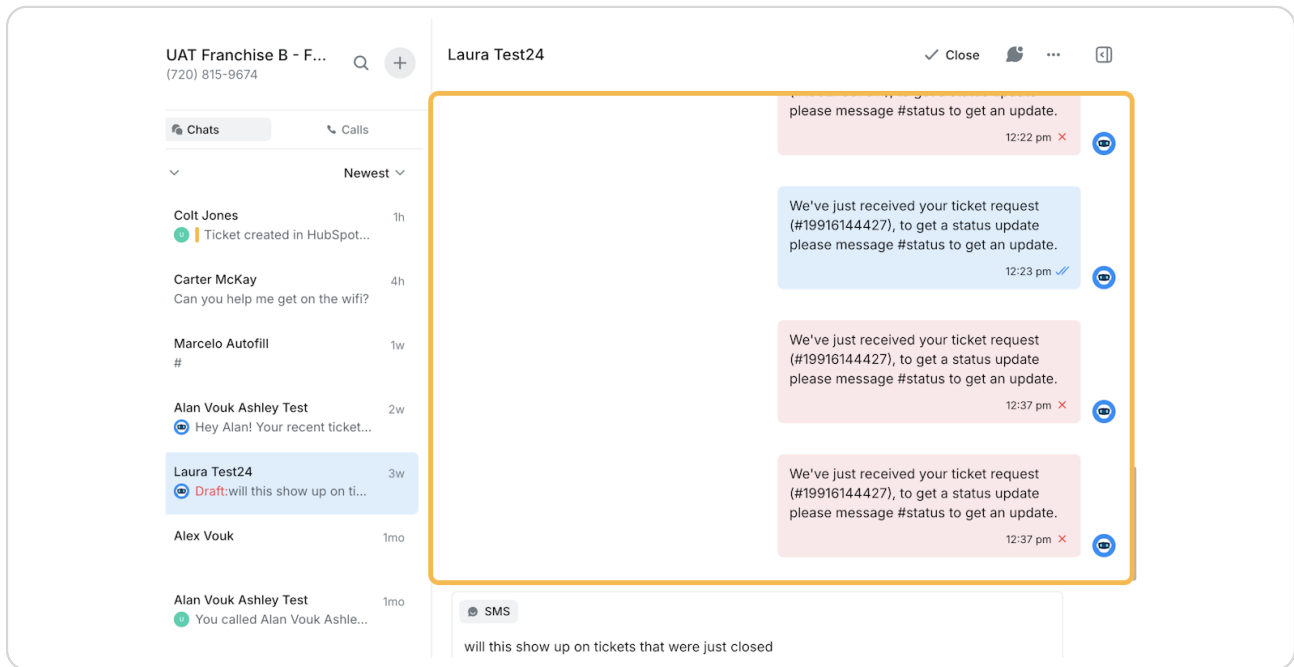 UAT Franchise B - F...
(720) 815-9674
Chats
Calls
Newest
Colt Jones
1h
U
Ticket created in HubSpot...
Carter McKay
4h
Can you help me get on the wifi?
Marcelo Autofill
1w
#
Alan Vouk Ashley Test
2w
Hey Alan! Your recent ticket...
Laura Test24
3w
Draft:will this show up on ti...
Alex Vouk
1mo
Alan Vouk Ashley Test
1mo
U
You called Alan Vouk Ashle...
Laura Test24
Close
please message #status to get an update.
12:22 pm
We've just received your ticket request
(#19916144427), to get a status update
please message #status to get an update.
12:23 pm
We've just received your ticket request
(#19916144427), to get a status update
please message #status to get an update.
12:37 pm
We've just received your ticket request
(#19916144427), to get a status update
please message #status to get an update.
12:37 pm
SMS
will this show up on tickets that were just closed